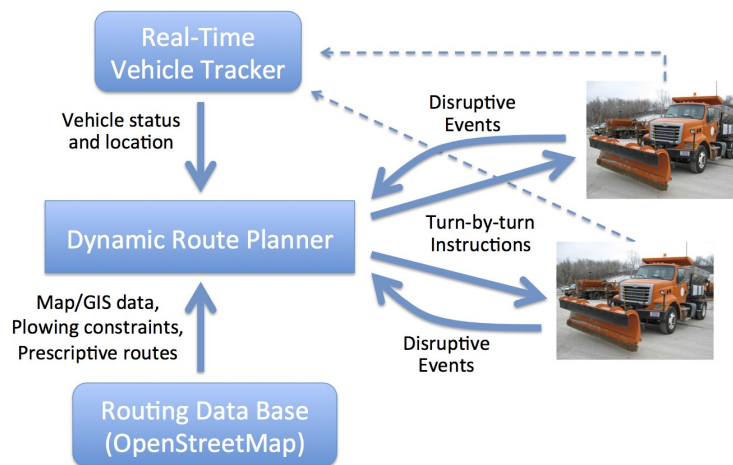 Real-Time
Vehicle Tracker
Vehicle status
and location
Disruptive
Events
Dynamic Route Planner
Turn-by-turn
Instructions
Map/GIS data,
Plowing constraints,
Prescriptive routes
Disruptive
Events
Routing Data Base
(OpenStreetMap)